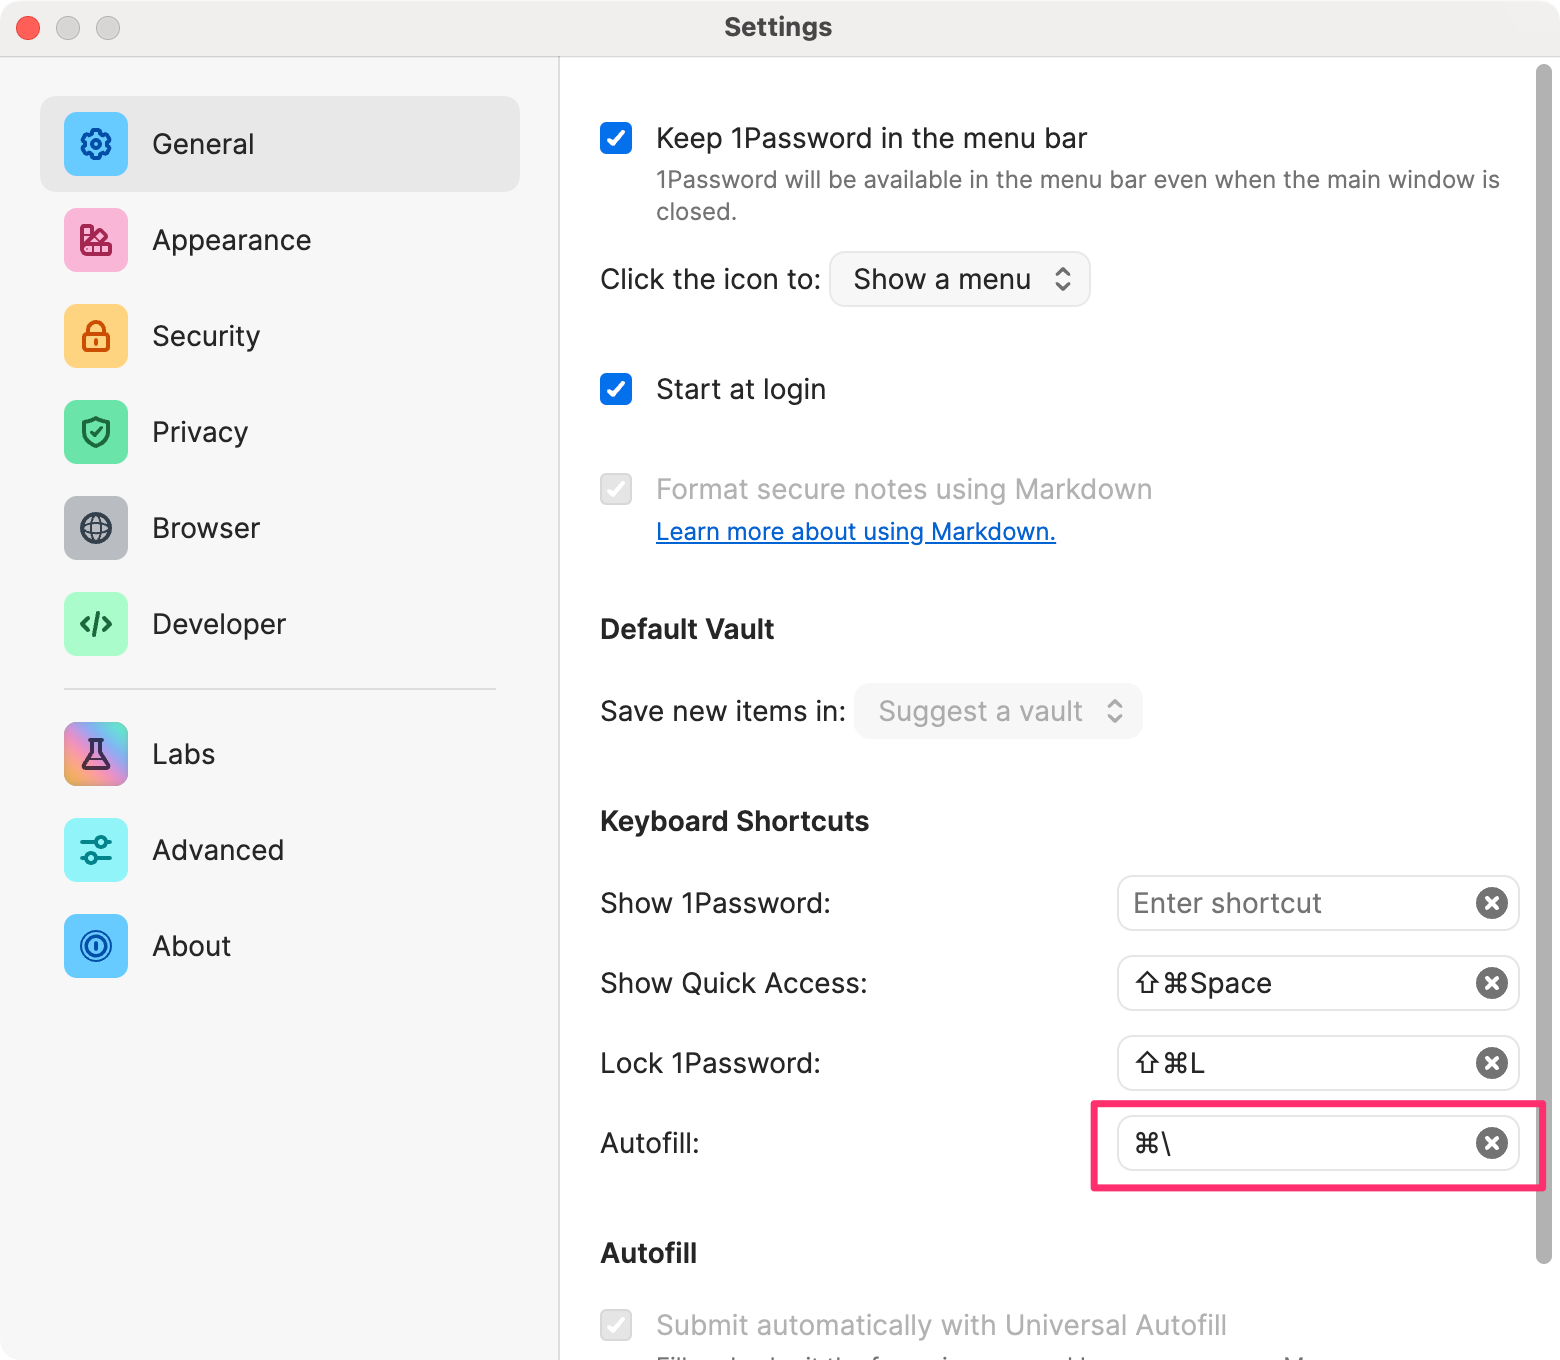 Settings
General
Appearance
Security
Privacy
Browser
Developer
Labs
Advanced
About
Keep 1Password in the menu bar
1Password will be available in the menu bar even when the main window is
closed.
Click the icon to: Show a menu
Start at login
Format secure notes using Markdown
Learn more about using Markdown.
Default Vault
Save new items in: Suggest a vault
Keyboard Shortcuts
Show 1Password: Enter shortcut
Show Quick Access: ⇧⌘Space
Lock 1Password: ⇧⌘L
Autofill: ⌘\
Autofill
Submit automatically with Universal Autofill